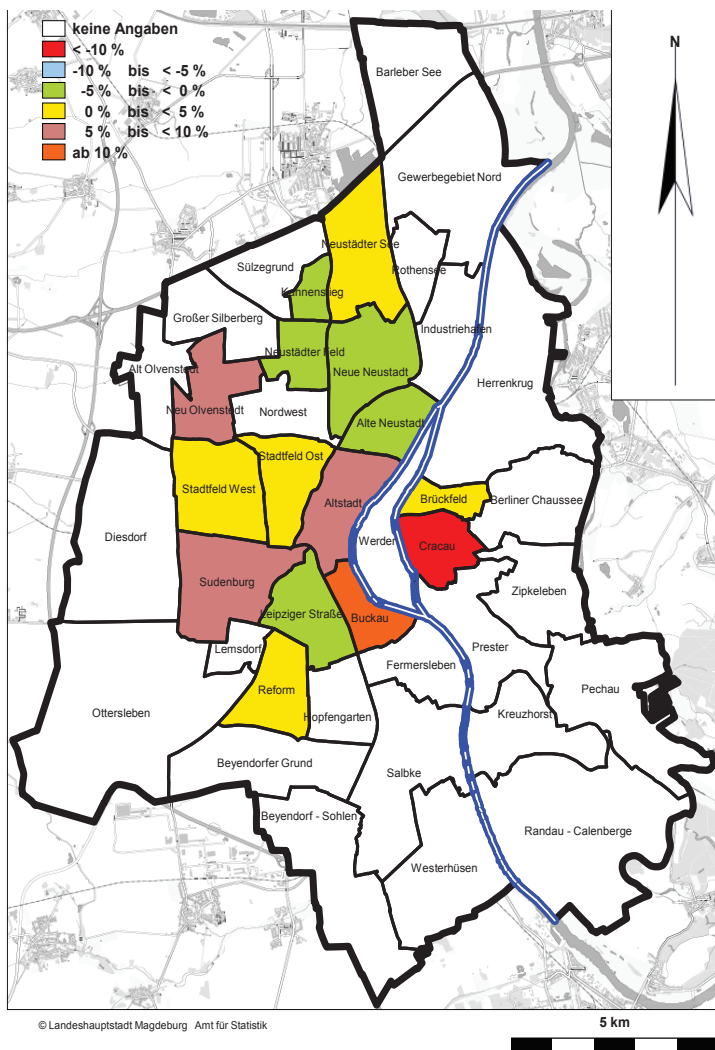 keine Angaben
< -10 %
-10 % bis < -5 %
-5 % bis < 0 %
0 % bis < 5 %
5 % bis < 10 %
ab 10 %
N
Barleber See
Gewerbegebiet Nord
Neustädter See
Rothensee
Sülzegrund
Kannenstieg
Großer Silberberg
Industriehafen
Neustädter Feld
Alt Olvenstedt
Neue Neustadt
Herrenkrug
Neu Olvenstedt
Nordwest
Alte Neustadt
Stadtfeld Ost
Stadtfeld West
Altstadt
Brückfeld
Berliner Chaussee
Diesdorf
Werder
Cracau
Sudenburg
Zipkeleben
Leipziger Straße
Buckau
Lemsdorf
Prester
Fermersleben
Reform
Pechau
Ottersleben
Hopfengarten
Kreuzhorst
Beyendorfer Grund
Salbke
Beyendorf - Sohlen
Randau - Calenberge
Westerhüsen
© Landeshauptstadt Magdeburg Amt für Statistik
5 km